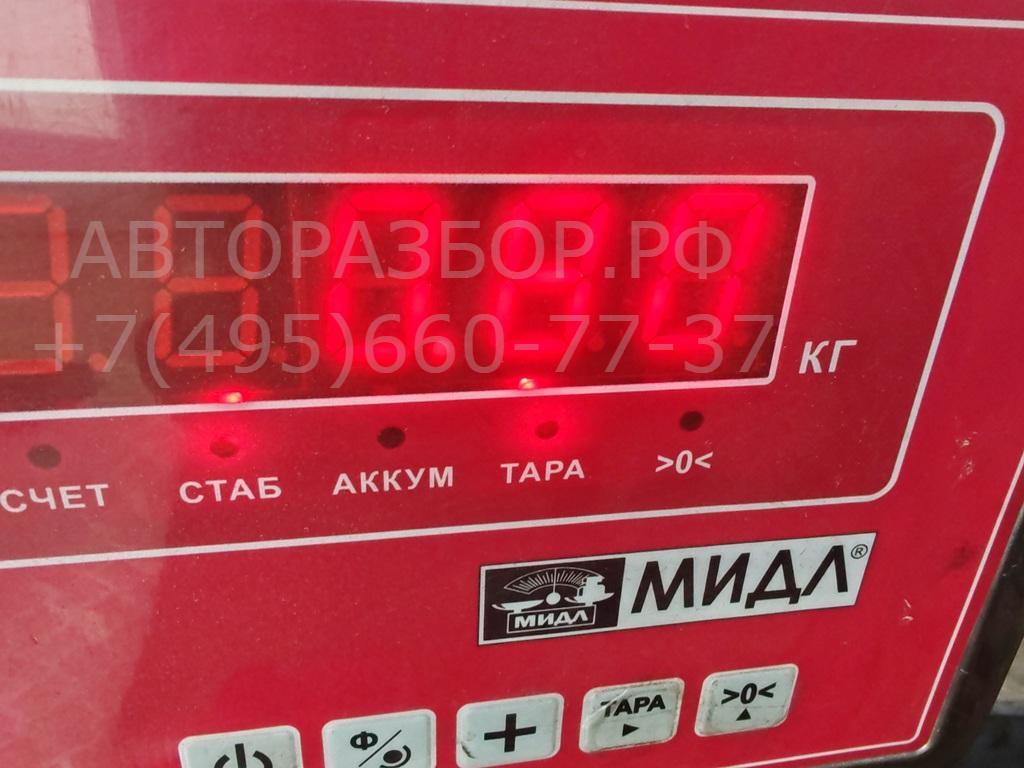 АВТОРАЗБОР.РФ
+7(495)660-77-37
КГ
СЧЕТ СТАБ АККУМ ТАРА >0<
МИДЛ МИДЛ®
Ф + ТАРА >0<